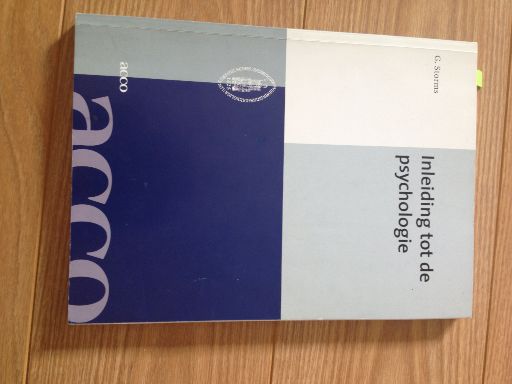 G. Storms
Inleiding tot de
psychologie
acco
acco